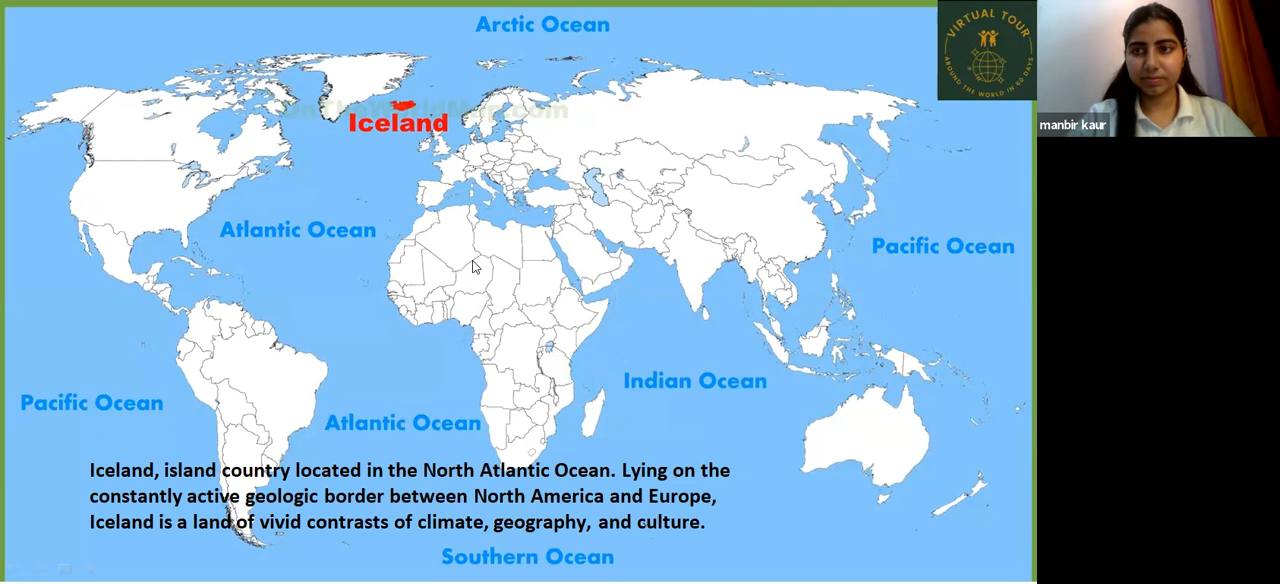 Arctic Ocean
VIRTUAL TOUR
AROUND THE WORLD IN 60 DAYS
manbir kaur
OnTheWorldMap.com
Iceland
Atlantic Ocean
Pacific Ocean
Indian Ocean
Pacific Ocean
Atlantic Ocean
Iceland, island country located in the North Atlantic Ocean. Lying on the
constantly active geologic border between North America and Europe,
Iceland is a land of vivid contrasts of climate, geography, and culture.
Southern Ocean